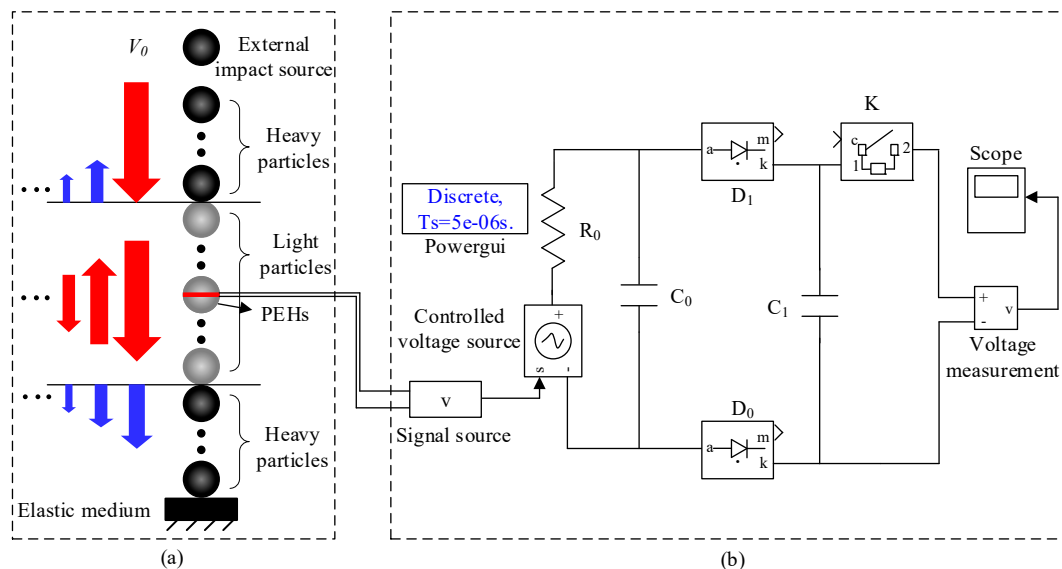 V0
External
impact source
Heavy
particles
Light
particles
PEHs
Heavy
particles
Elastic medium
(a)
Discrete,
Ts=5e-06s.
Powergui
R0
Controlled
voltage source
+
s
-
v
Signal source
C0
a
m
k
D1
D0
a
m
k
C1
K
c
1
2
Scope
+
-
v
Voltage
measurement
(b)